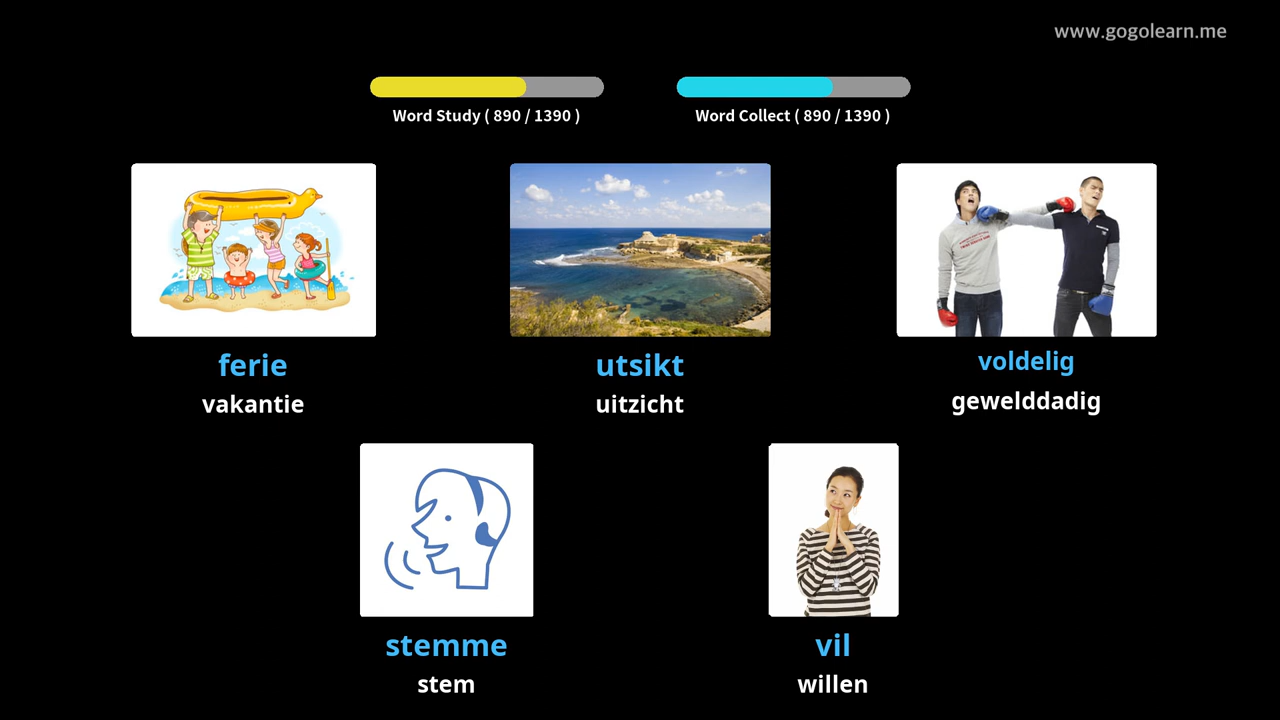 www.gogolearn.me
Word Study ( 890 / 1390 )
Word Collect ( 890 / 1390 )
ferie
vakantie
utsikt
uitzicht
voldelig
gewelddadig
stemme
stem
vil
willen